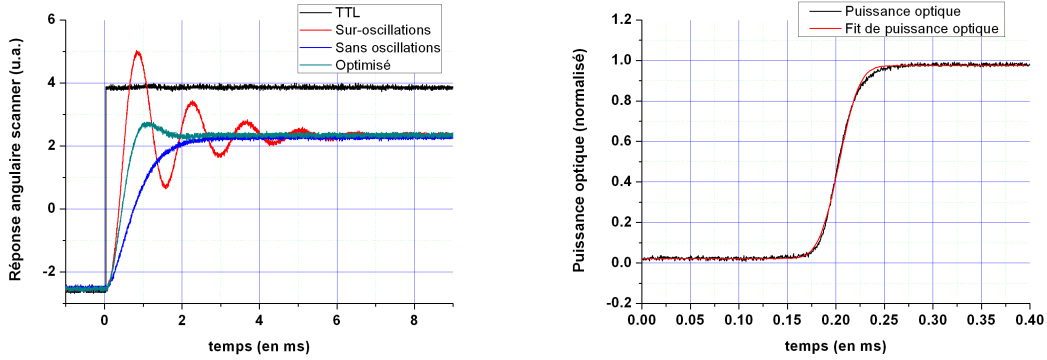 TTL
Sur-oscillations
Sans oscillations
Optimisé
Réponse angulaire scanner (u.a.)
6
4
2
0
-2
0 2 4 6 8
temps (en ms)
Puissance optique
Fit de puissance optique
Puissance optique (normalisé)
1.2
1.0
0.8
0.6
0.4
0.2
0.0
-0.2
0.00 0.05 0.10 0.15 0.20 0.25 0.30 0.35 0.40
temps (en ms)